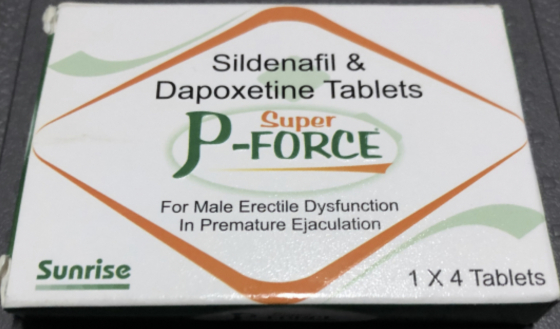 Sildenafil &
Dapoxetine Tablets
Super
P-FORCE
For Male Erectile Dysfunction
In Premature Ejaculation
Sunrise
1 X 4 Tablets